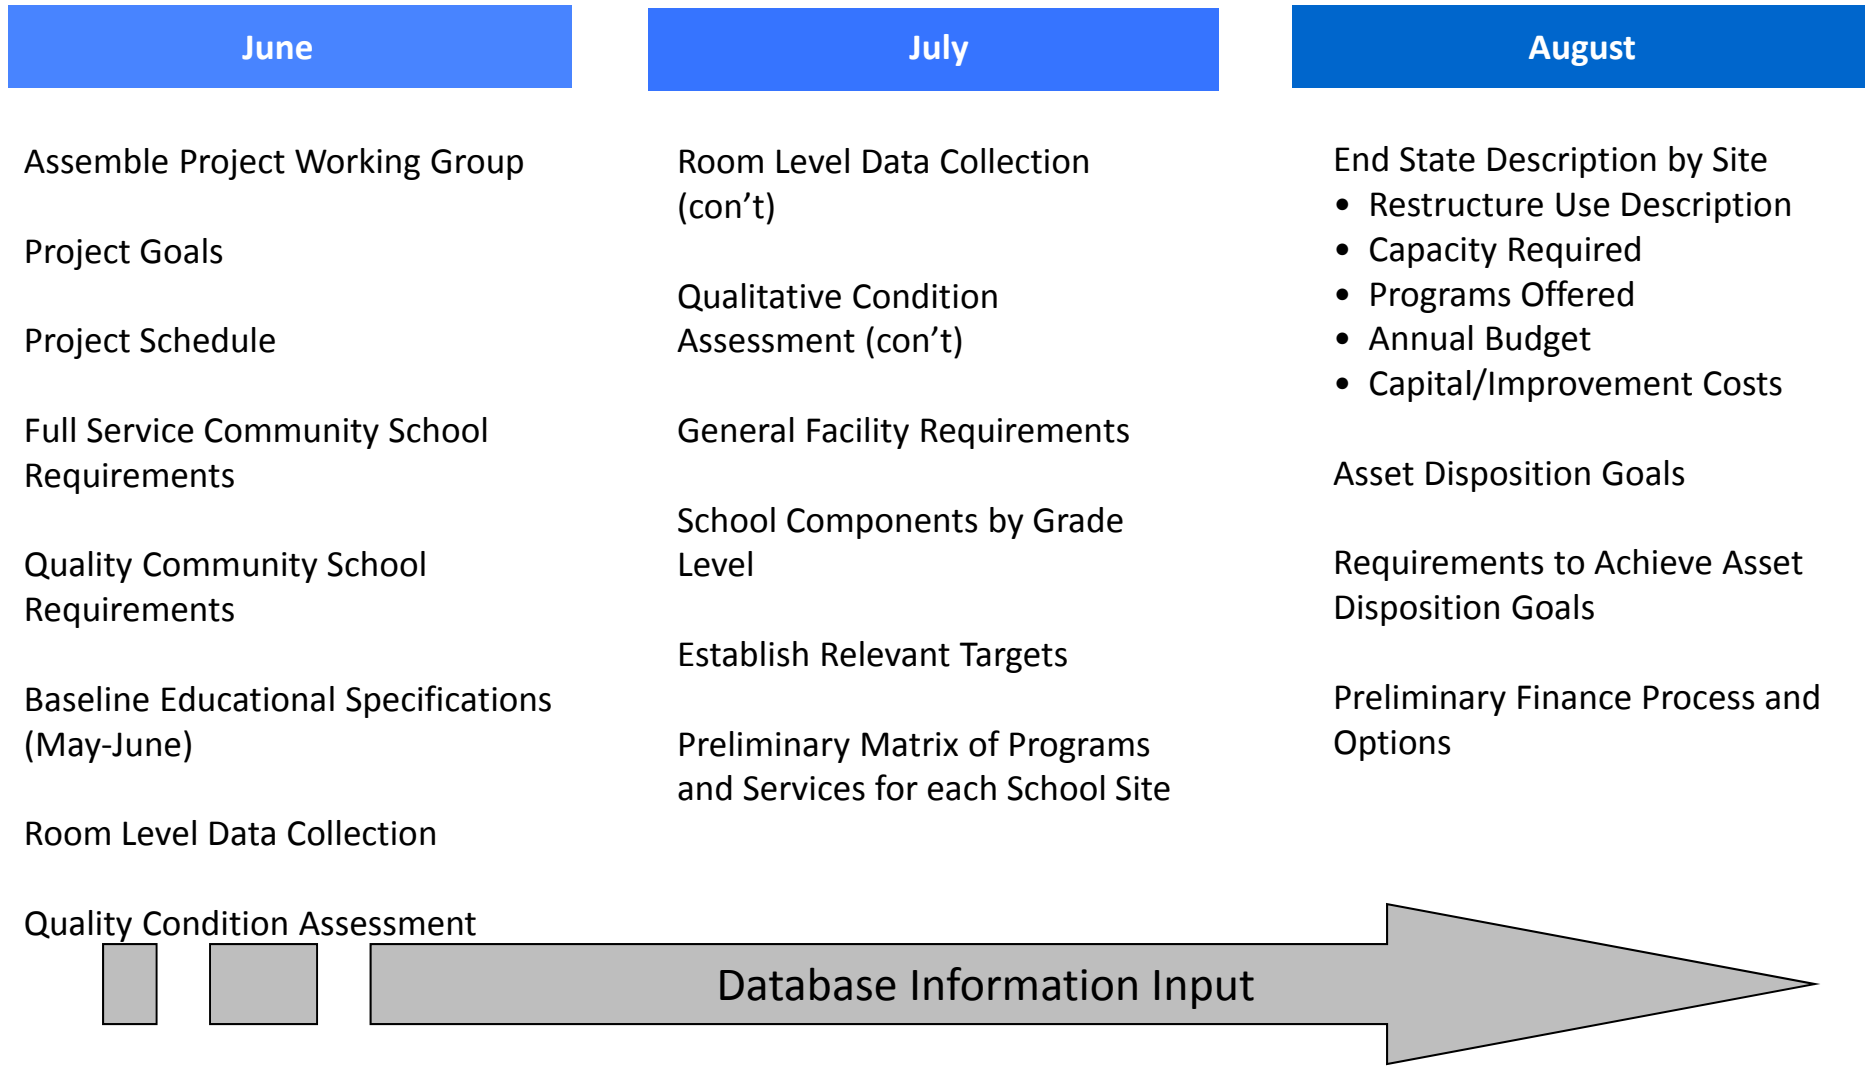 June
Assemble Project Working Group
Project Goals
Project Schedule
Full Service Community School
Requirements
Quality Community School
Requirements
Baseline Educational Specifications
(May-June)
Room Level Data Collection
Quality Condition Assessment
July
Room Level Data Collection
(con’t)
Qualitative Condition
Assessment (con’t)
General Facility Requirements
School Components by Grade
Level
Establish Relevant Targets
Preliminary Matrix of Programs
and Services for each School Site
August
End State Description by Site
• Restructure Use Description
• Capacity Required
• Programs Offered
• Annual Budget
• Capital/Improvement Costs
Asset Disposition Goals
Requirements to Achieve Asset
Disposition Goals
Preliminary Finance Process and
Options
Database Information Input